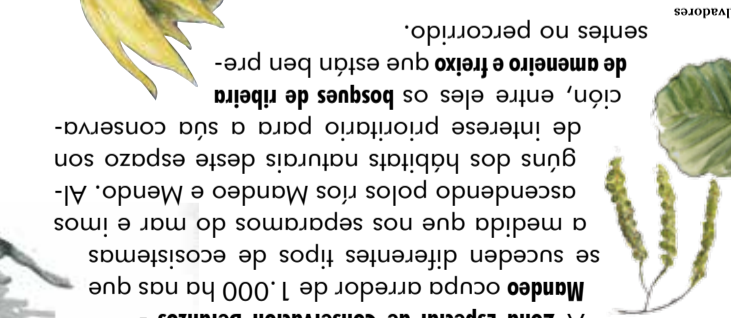 A Zona Especial de Conservación Betanzos -
Mandeo ocupa arredor de 1.000 ha nas que
se suceden diferentes tipos de ecosistemas
a medida que nos separamos do mar e imos
ascendendo polos ríos Mandeo e Mendo. Al-
gúns dos hábitats naturais deste espazo son
de interese prioritario para a súa conserva-
ción, entre eles os bosques de ribeira
de ameneiro e freixo que están ben pre-
sentes no percorrido.
lvadores